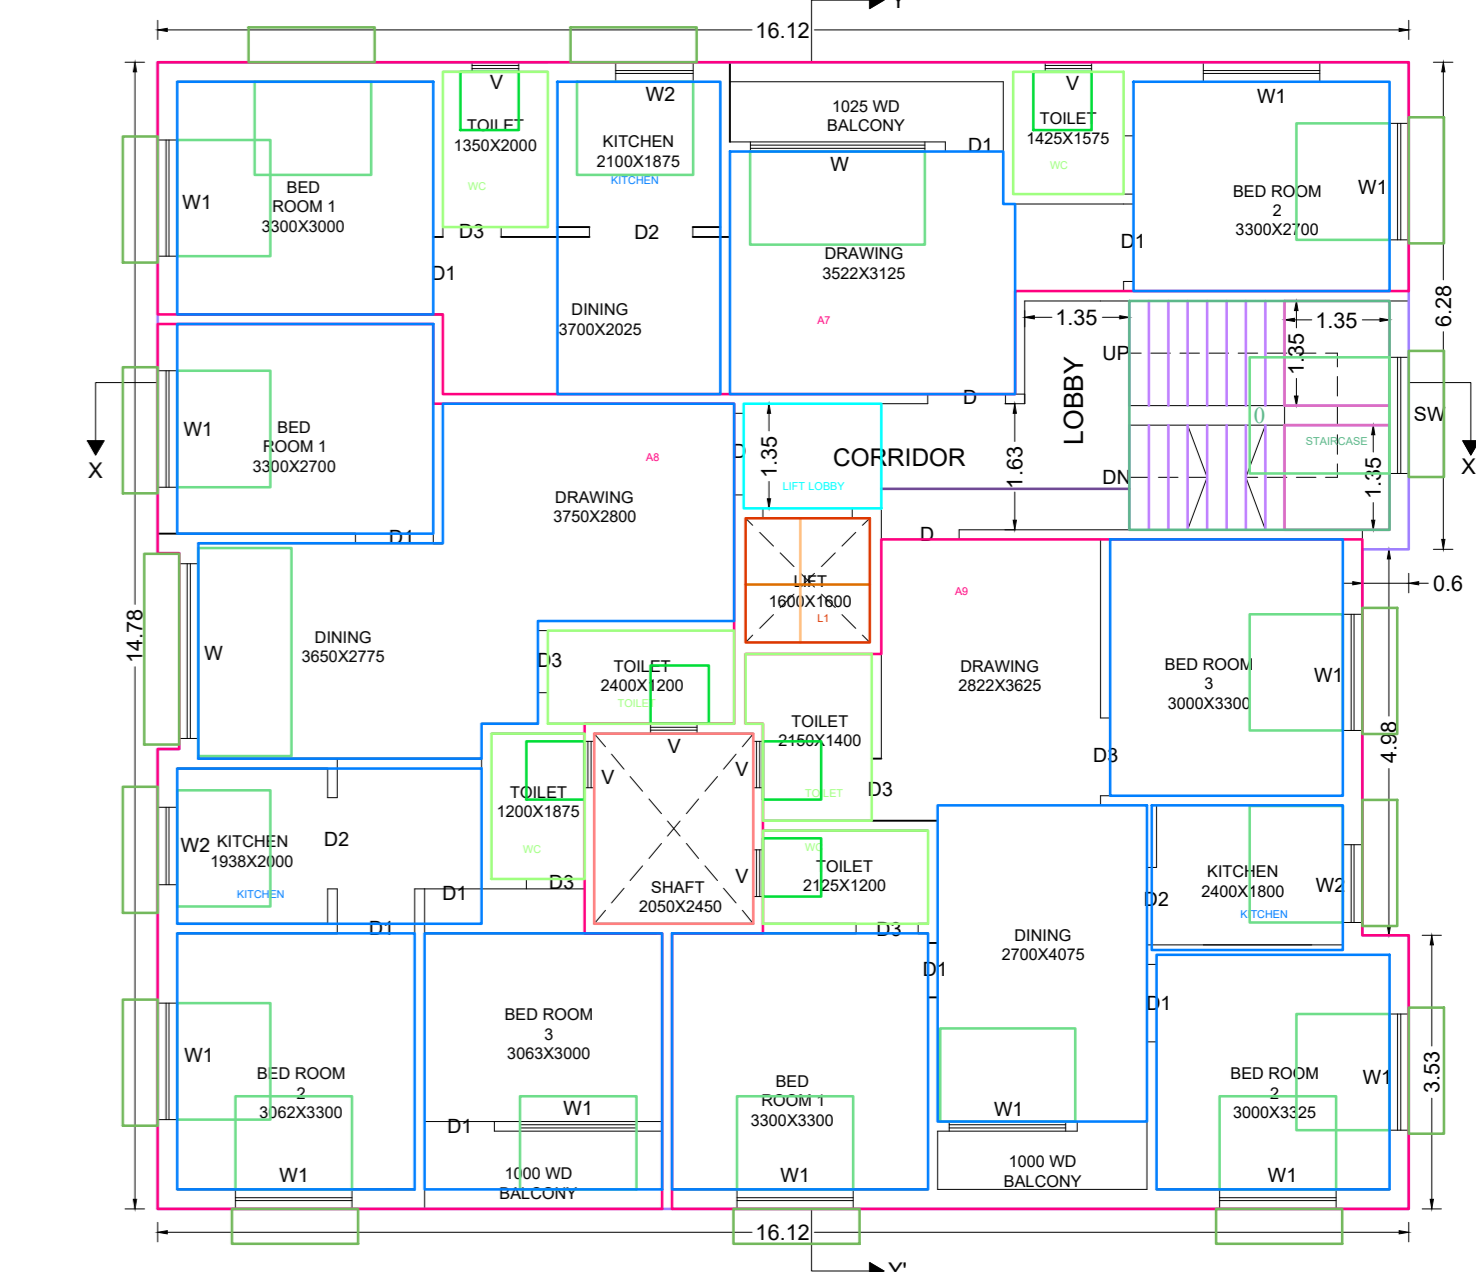 Y
16.12
V
TOILET
1350X2000
WC
W2
KITCHEN
2100X1875
KITCHEN
1025 WD
BALCONY
W
D1
V
TOILET
1425X1575
WC
W1
W1
BED
ROOM 1
3300X3000
W1
BED ROOM
2
3300X2700
W1
D3
D2
D1
D1
DRAWING
3522X3125
A7
DINING
3700X2025
6.28
1.35
1.35
1.35
UP
LOBBY
D
SW
STAIRCASE
0
X
X
W1
BED
ROOM 1
3300X2700
A8
D
1.35
CORRIDOR
1.63
DN
1.35
LIFT LOBBY
DRAWING
3750X2800
D1
D
LIFT
1600X1600
L1
A9
0.6
14.78
W
DINING
3650X2775
D3
TOILET
2400X1200
TOILET
DRAWING
2822X3625
BED ROOM
3
3000X3300
W1
TOILET
2150X1400
TOILET
V
V
V
D3
D3
4.98
TOILET
1200X1875
WC
W2
KITCHEN
1938X2000
KITCHEN
D2
D1
D3
SHAFT
2050X2450
V
WC
TOILET
2125X1200
D2
KITCHEN
2400X1800
KITCHEN
W2
D1
D3
DINING
2700X4075
D1
D1
W1
BED ROOM
2
3062X3300
W1
BED ROOM
3
3063X3000
W1
D1
1000 WD
BALCONY
BED
ROOM 1
3300X3300
W1
W1
1000 WD
BALCONY
BED ROOM
2
3000X3325
W1
W1
3.53
16.12
Y'